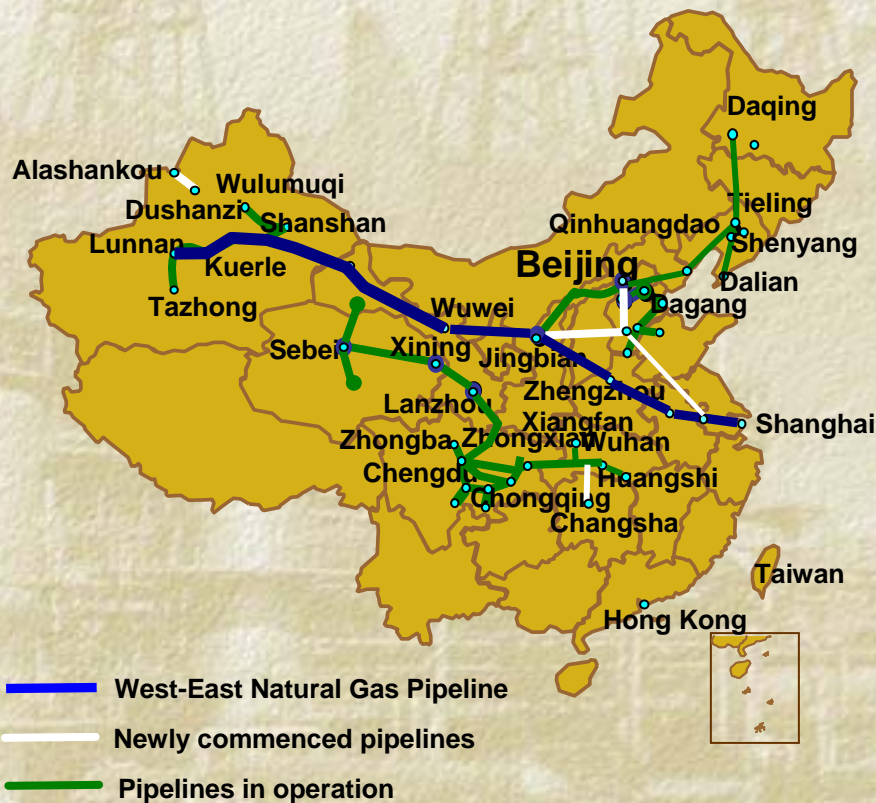 Daqing
Alashankou
Wulumuqi
Dushanzi
Tieling
Shanshan
Qinhuangdao
Lunnan
Shenyang
Kuerle
Beijing
Dalian
Tazhong
Wuwei
Dagang
Sebei
Xining
Jingbian
Zhengzhou
Lanzhou
Xiangfan
Shanghai
Zhongba
Zhongxian
Wuhan
Chengdu
Huangshi
Chongqing
Changsha
Taiwan
Hong Kong
West-East Natural Gas Pipeline
Newly commenced pipelines
Pipelines in operation